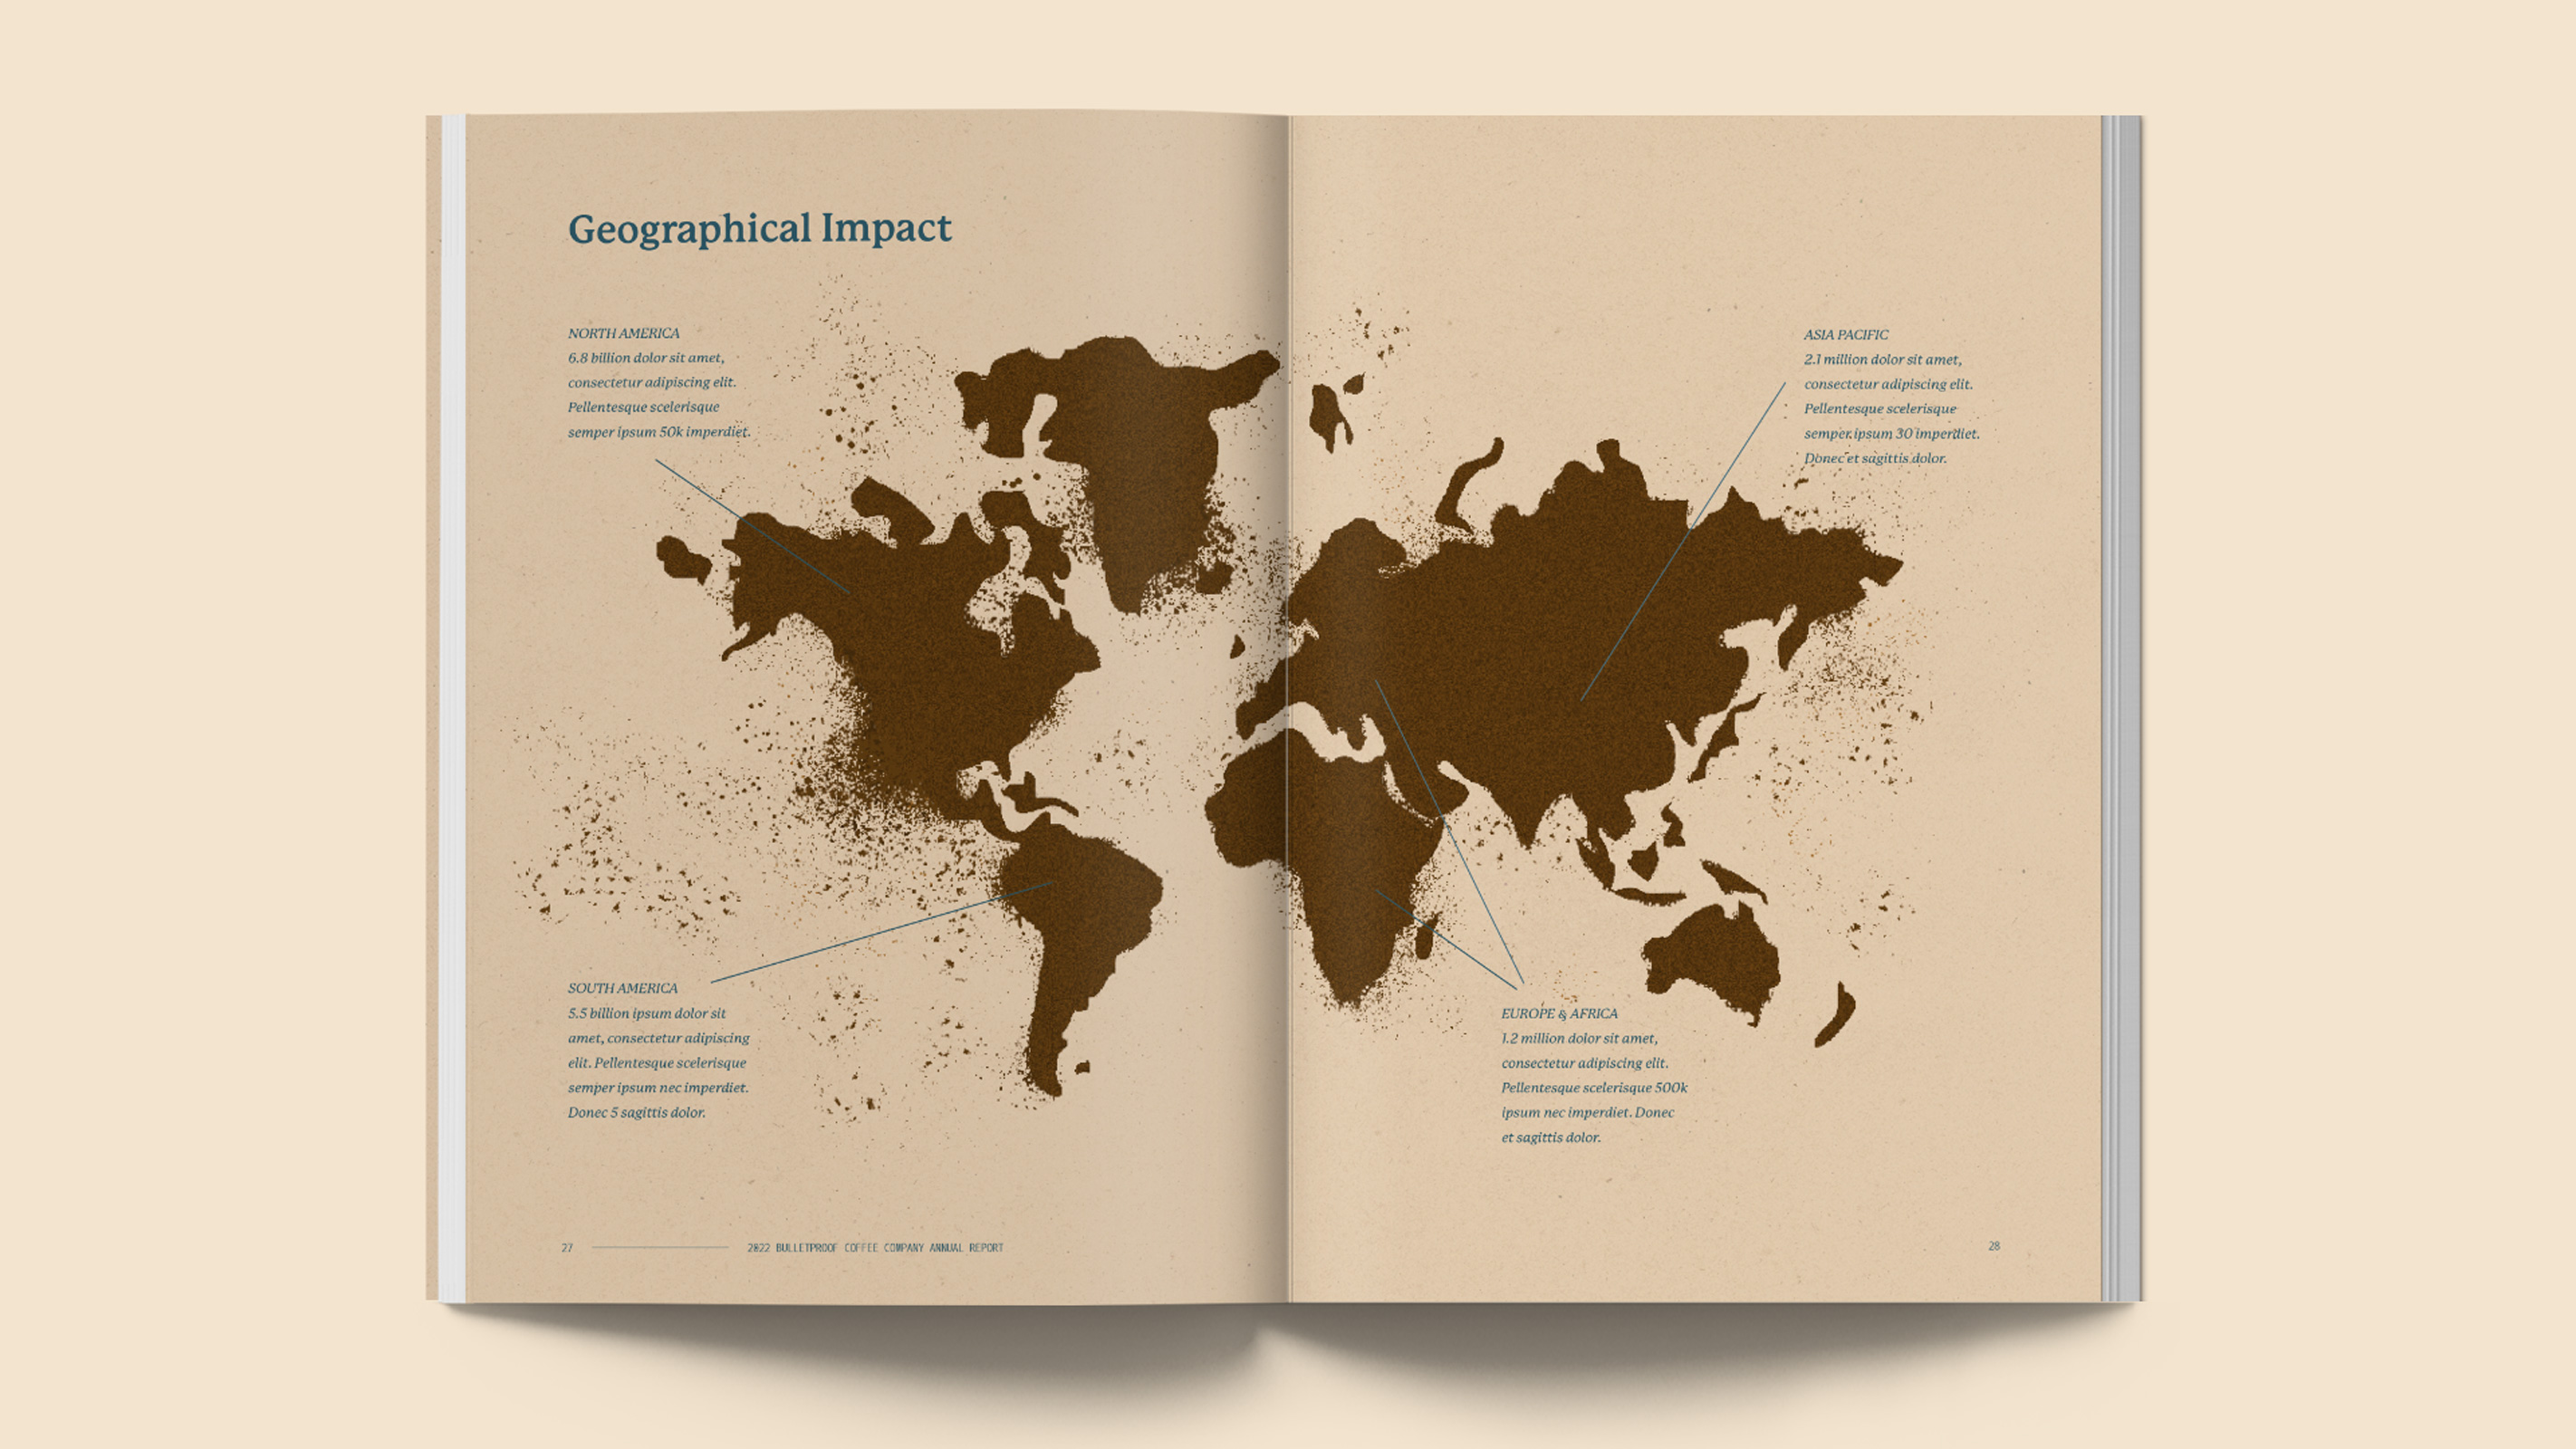 Geographical Impact
NORTH AMERICA
6.8 billion dolor sit amet,
consectetur adipiscing elit.
Pellentesque scelerisque
semper ipsum 50k imperdiet.
SOUTH AMERICA
5.5 billion ipsum dolor sit
amet, consectetur adipiscing
elit. Pellentesque scelerisque
semper ipsum nec imperdiet.
Donec 5 sagittis dolor.
27
2022 BULLETPROOF COFFEE COMPANY ANNUAL REPORT
ASIA PACIFIC
2.1 million dolor sit amet,
consectetur adipiscing elit.
Pellentesque scelerisque
semper ipsum 30 imperdiet.
Donec et sagittis dolor.
EUROPE & AFRICA
1.2 million dolor sit amet,
consectetur adipiscing elit.
Pellentesque scelerisque 500k
ipsum nec imperdiet. Donec
et sagittis dolor.
28